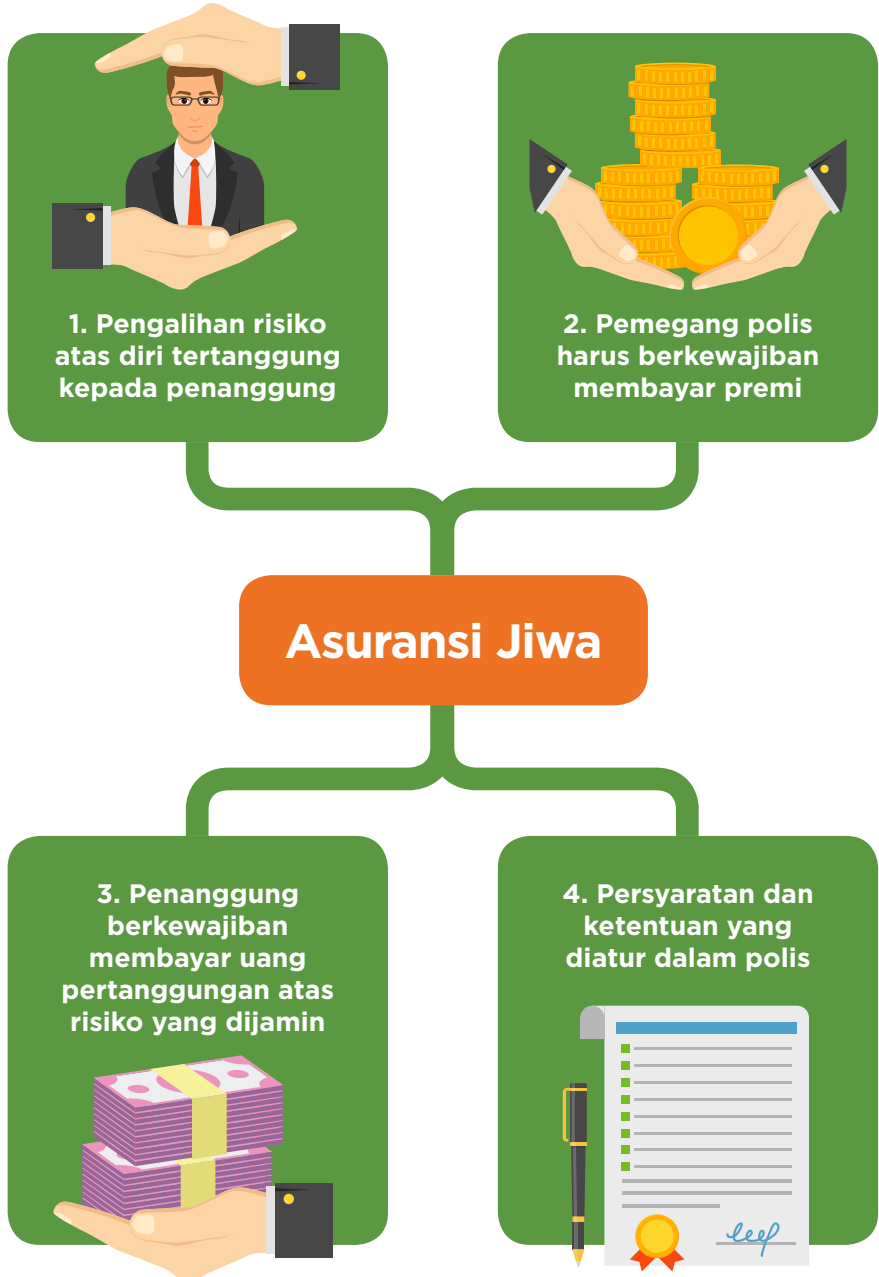 1. Pengalihan risiko
atas diri tertanggung
kepada penanggung
2. Pemegang polis
harus berkewajiban
membayar premi
Asuransi Jiwa
3. Penanggung
berkewajiban
membayar uang
pertanggungan atas
risiko yang dijamin
4. Persyaratan dan
ketentuan yang
diatur dalam polis